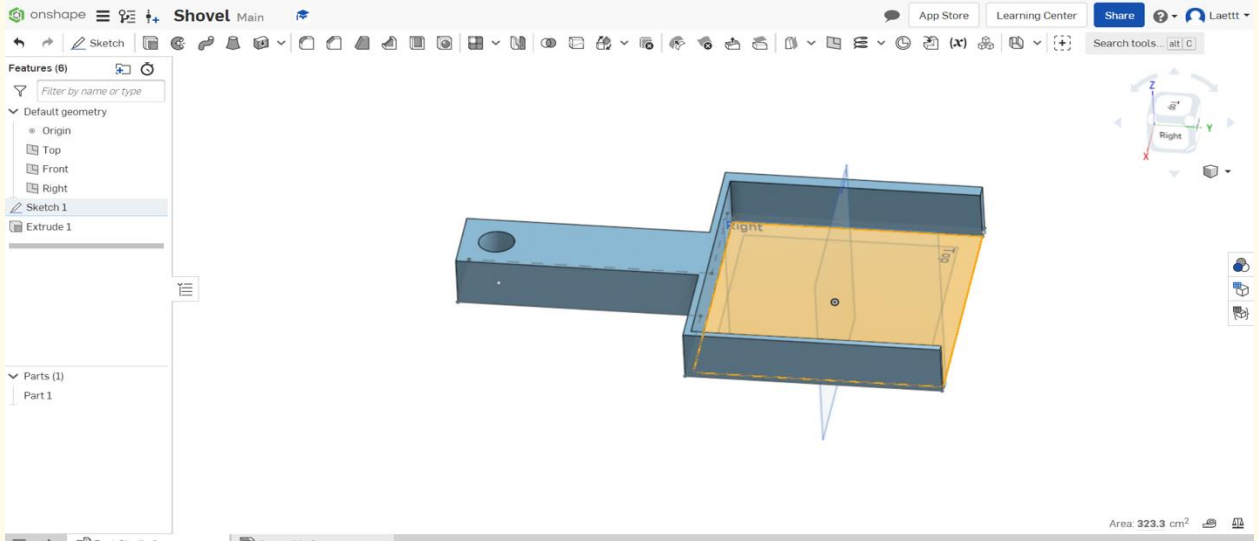 onshape Shovel Main App Store Learning Center Share Laettt
Sketch (x) Search tools... alt C
Features (6)
Filter by name or type
Default geometry
Origin
Top
Front
Right
Sketch 1
Extrude 1
Parts (1)
Part 1
Right
Top
Z
Y
X
Right
Area: 323.3 cm²